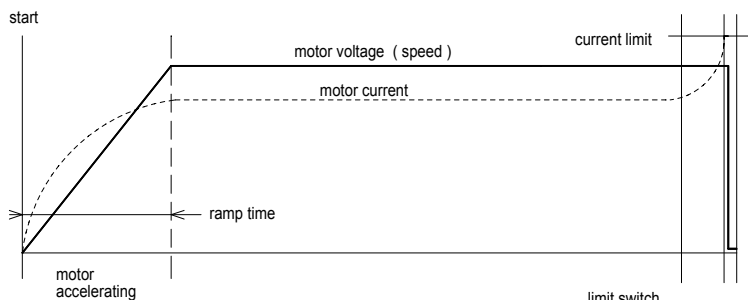 start
current limit
motor voltage ( speed )
motor current
ramp time
motor
accelerating
limit switch